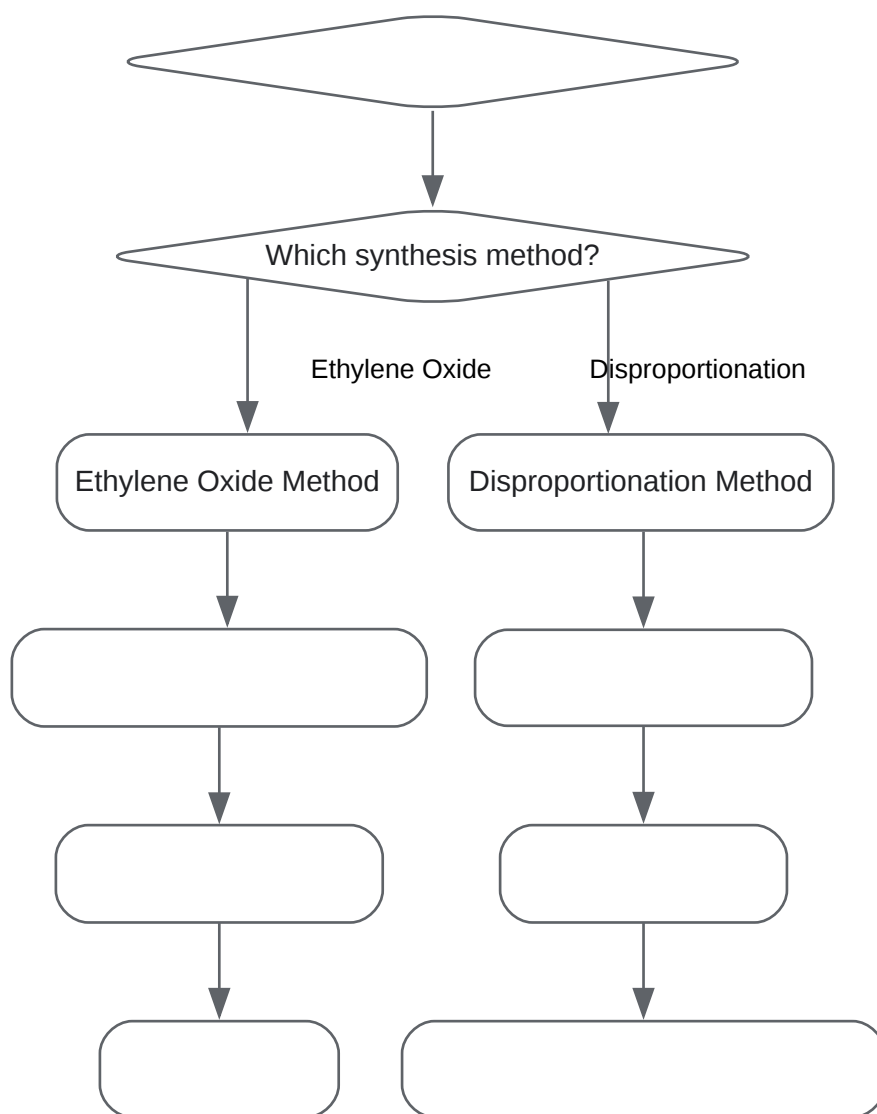 Which synthesis method?
Ethylene Oxide
Disproportionation
Ethylene Oxide Method
Disproportionation Method